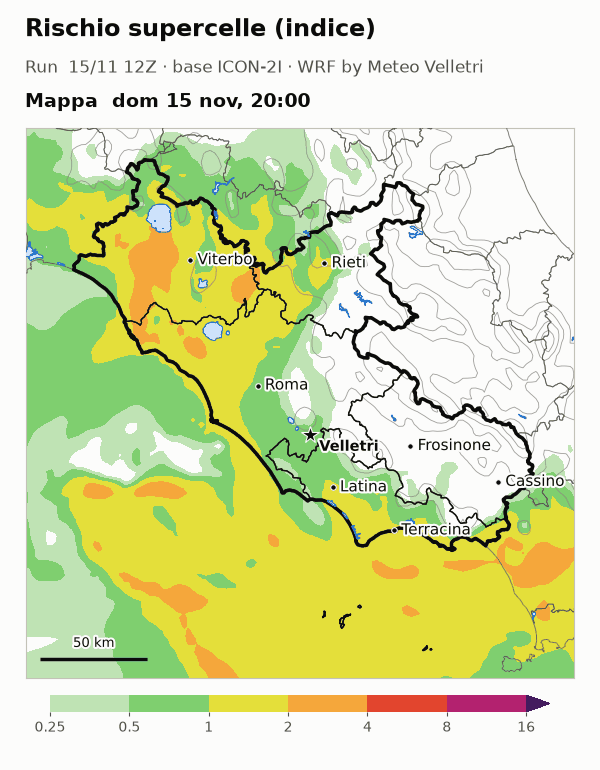 Rischio supercelle (indice)
Run  15/11 12Z · base ICON-2I · WRF by Meteo Velletri
Mappa  dom 15 nov, 20:00
Viterbo
Rieti
Roma
Velletri
Frosinone
Latina
Cassino
Terracina
50 km
0.25 0.5 1 2 4 8 16